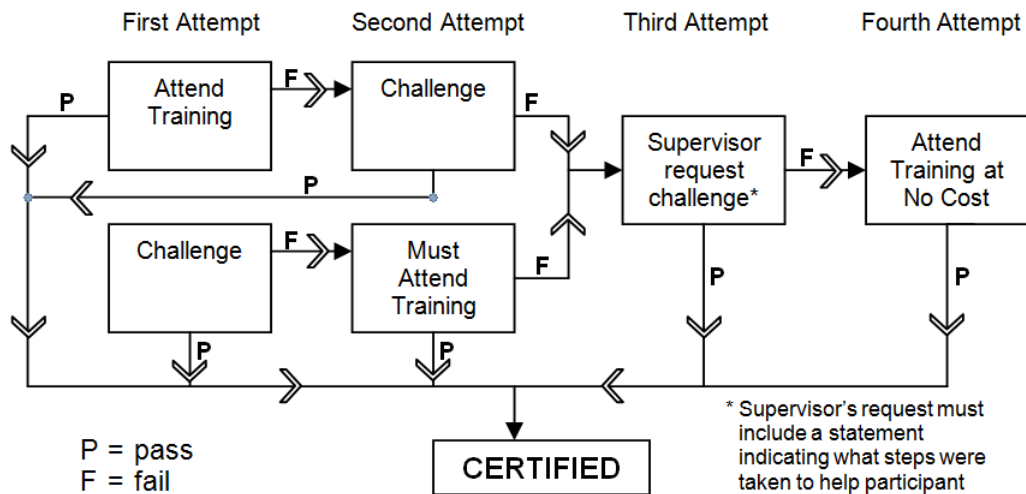 First Attempt
Second Attempt
Third Attempt
Fourth Attempt
P
Attend
Training
F
Challenge
F
Supervisor
request
challenge*
F
Attend
Training at
No Cost
P
Challenge
F
Must
Attend
Training
F
P
P
P
P
CERTIFIED
P = pass
F = fail
* Supervisor's request must
include a statement
indicating what steps were
taken to help participant